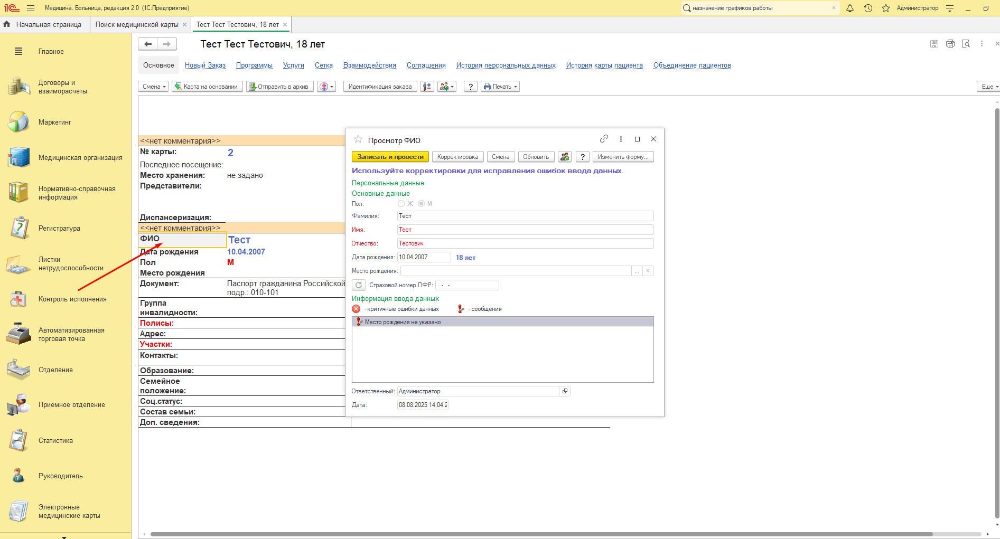 Медицина. Больница, редакция 2.0 (1С:Предприятие)
назначение графиков работы
Администратор
Начальная страница
Поиск медицинской карты
Тест Тест Тестович, 18 лет
Главное
Договоры и
взаиморасчеты
Маркетинг
Медицинская организация
Нормативно-справочная
информация
Регистратура
Листки
нетрудоспособности
Контроль исполнения
Автоматизированная
торговая точка
Отделение
Приемное отделение
Статистика
Руководитель
Электронные
медицинские карты
Тест Тест Тестович, 18 лет
Основное Новый Заказ Программы Услуги Сетка Взаимодействия Соглашения История персональных данных История карты пациента Объединение пациентов
Смена Карта на основании Отправить в архив Идентификация заказа ? Печать Еще
<<нет комментария>>
№ карты: 2
Последнее посещение:
Место хранения: не задано
Представители:
Диспансеризация:
<<нет комментария>>
ФИО Тест
Дата рождения 10.04.2007
Пол М
Место рождения
Документ: Паспорт гражданина Российской
подр.: 010-101
Группа
инвалидности:
Полисы:
Адрес:
Участки:
Контакты:
Образование:
Семейное
положение:
Соц.статус:
Состав семьи:
Доп. сведения:
Просмотр ФИО
Записать и провести Корректировка Смена Обновить ? Изменить форму...
Используйте корректировки для исправления ошибок ввода данных.
Персональные данные
Основные данные
Пол: Ж М
Фамилия: Тест
Имя: Тест
Отчество: Тестович
Дата рождения: 10.04.2007 18 лет
Место рождения: ...
Страховой номер ПФР: - -
Информация ввода данных
- критичные ошибки данных - сообщения
Место рождения не указано
Ответственный: Администратор
Дата: 08.08.2025 14:04:2